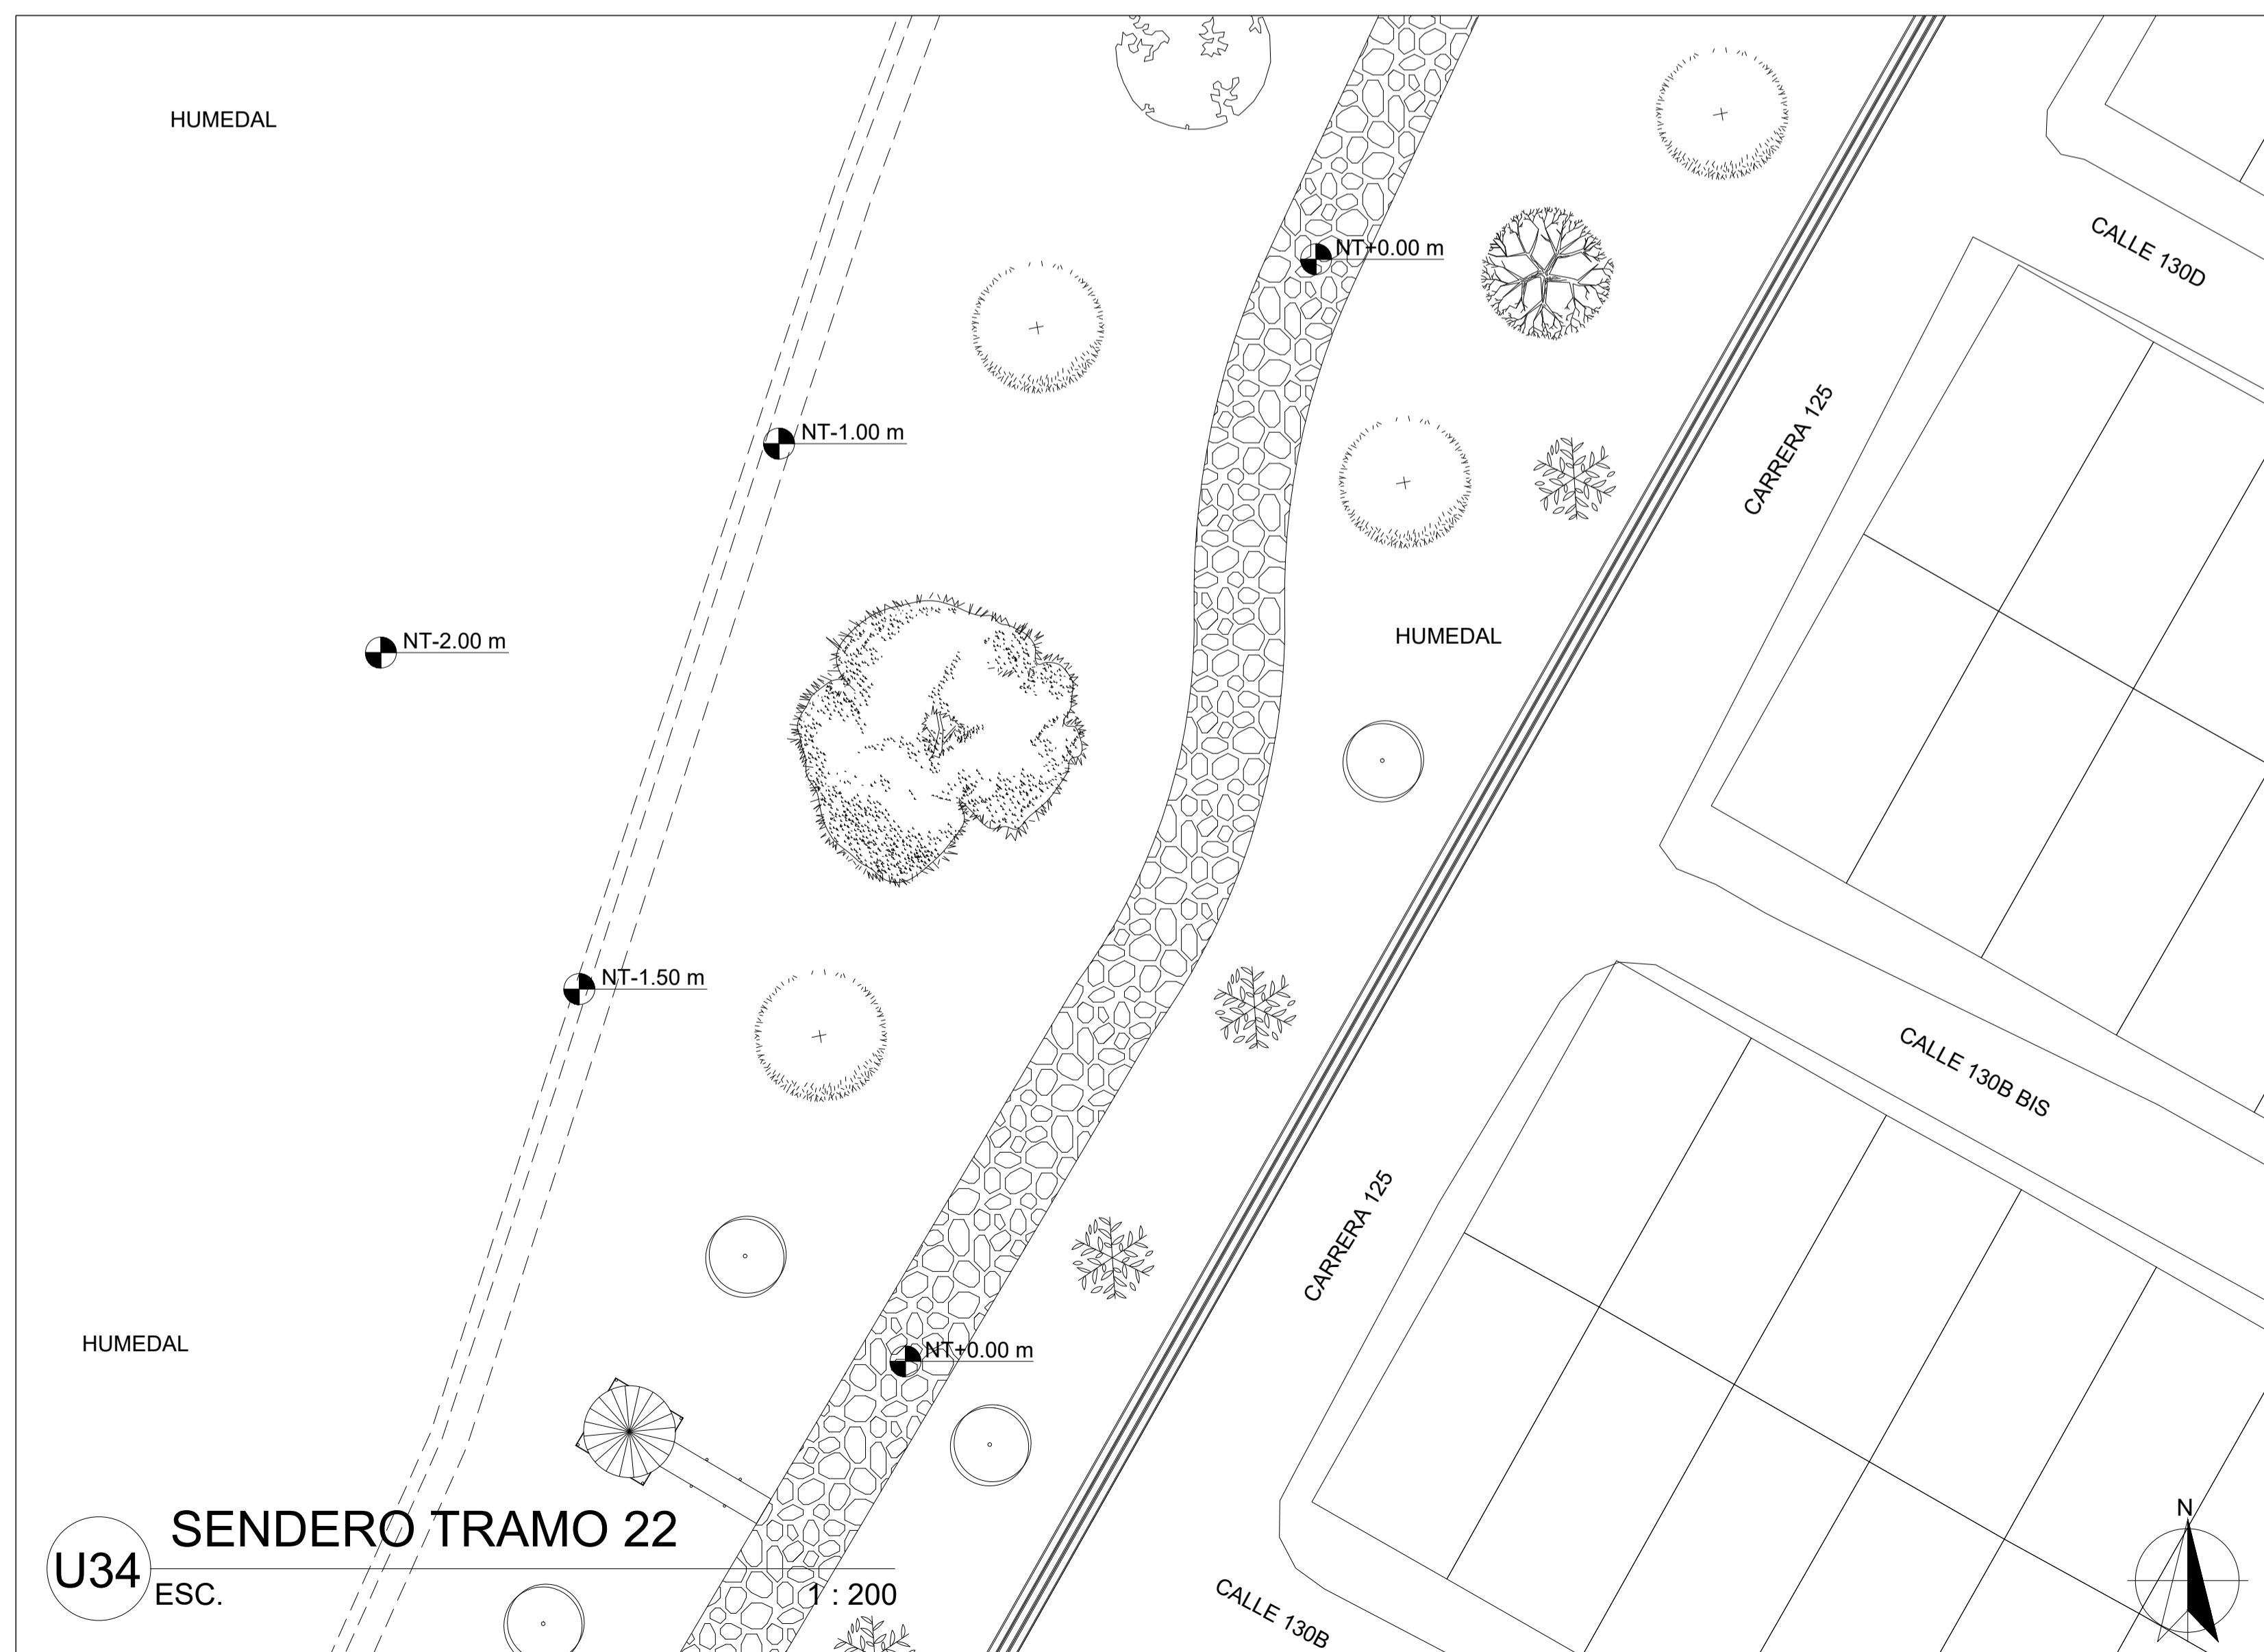 HUMEDAL
CALLE 130D
NT+0.00 m
CARRERA 125
NT-1.00 m
HUMEDAL
NT-2.00 m
NT-1.50 m
CALLE 130B BIS
CARRERA 125
HUMEDAL
NT+0.00 m
N
SENDERO TRAMO 22
U34
ESC.
1 : 200
CALLE 130B